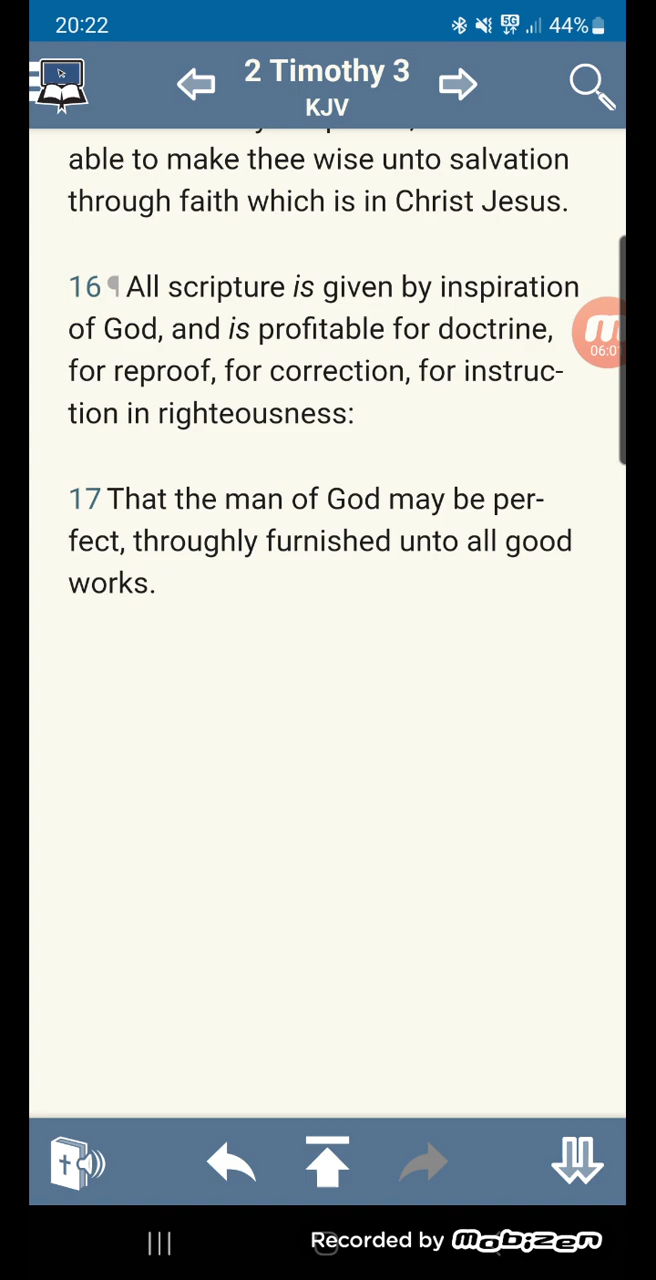 20:22
5G
44%
2 Timothy 3
KJV
able to make thee wise unto salvation
through faith which is in Christ Jesus.
16 ¶ All scripture is given by inspiration
of God, and is profitable for doctrine,
for reproof, for correction, for instruc-
tion in righteousness:
m
06:01
17 That the man of God may be per-
fect, throughly furnished unto all good
works.
Recorded by mobizen